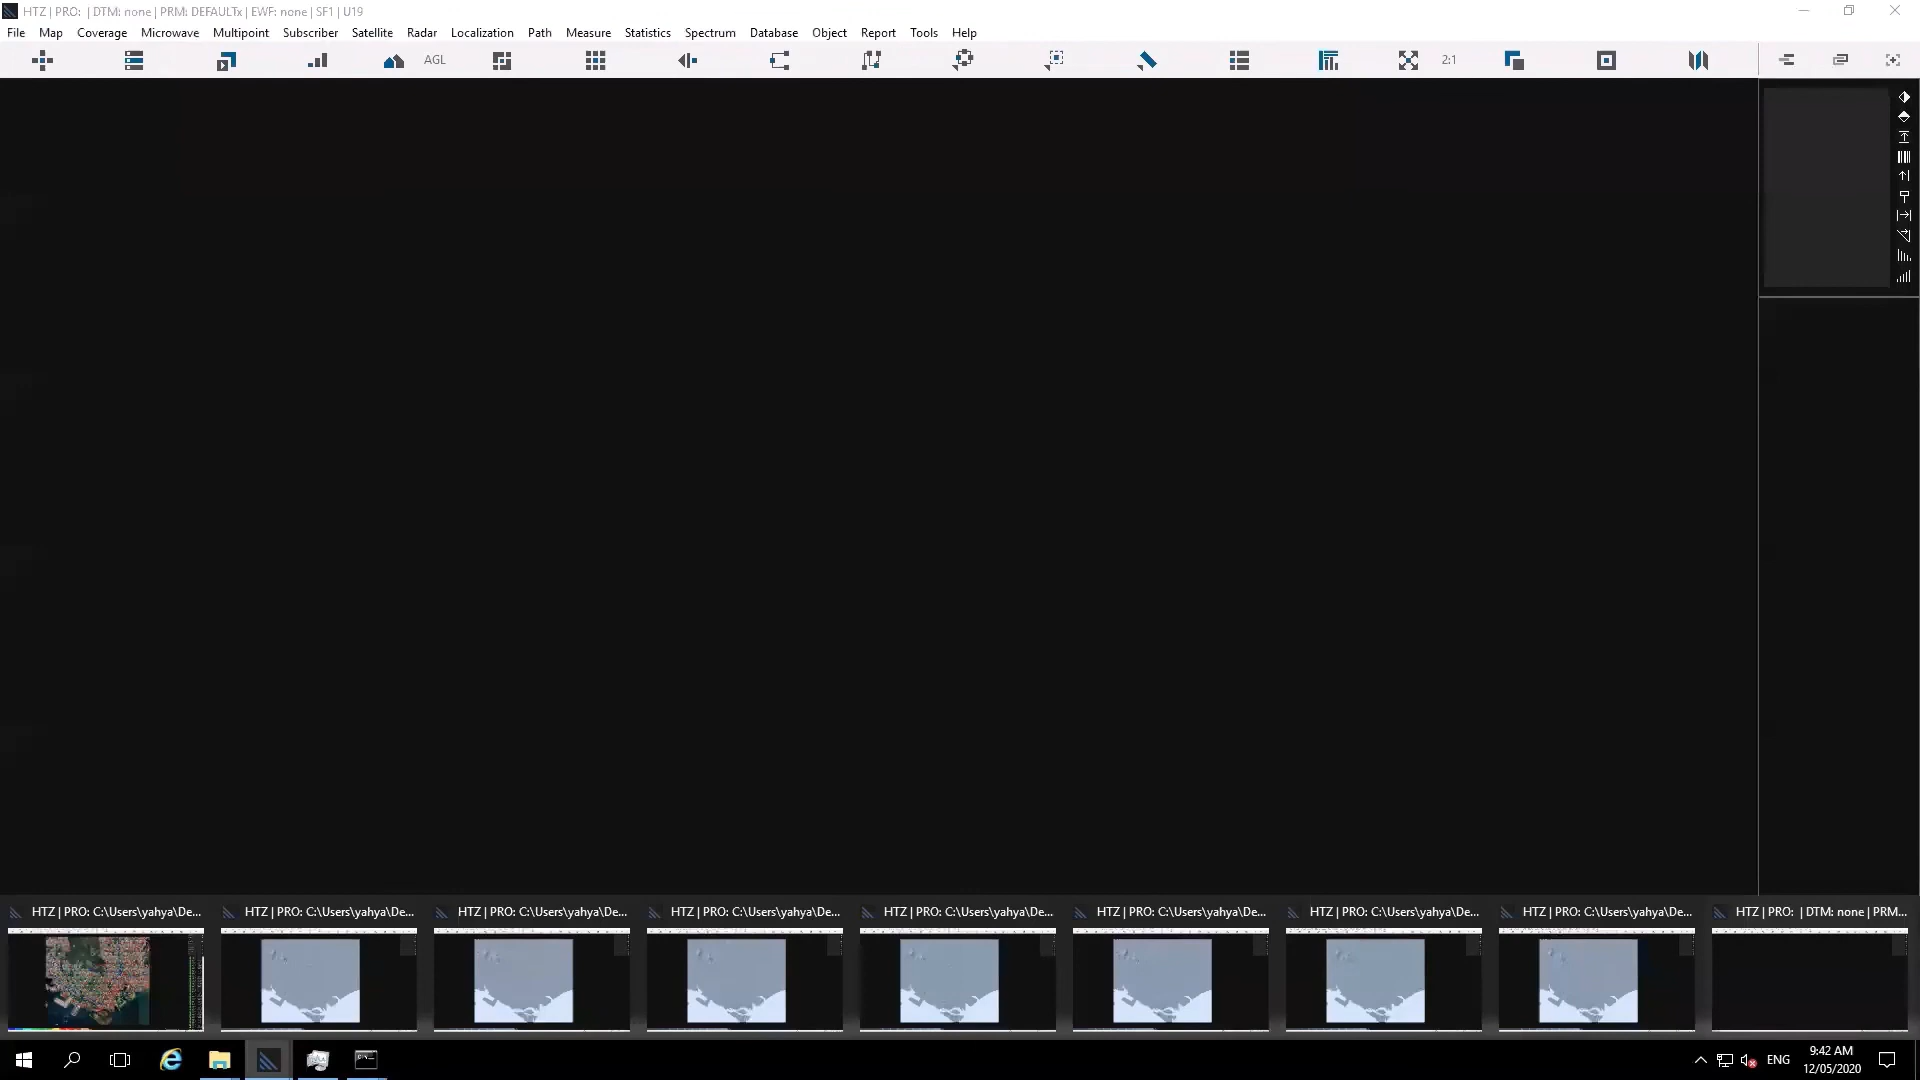 HTZ | PRO: | DTM: none | PRM: DEFAULTx | EWF: none | SF1 | U19
File Map Coverage Microwave Multipoint Subscriber Satellite Radar Localization Path Measure Statistics Spectrum Database Object Report Tools Help
AGL 2:1
HTZ | PRO: C:\Users\yahya\De... HTZ | PRO: C:\Users\yahya\De... HTZ | PRO: C:\Users\yahya\De... HTZ | PRO: C:\Users\yahya\De... HTZ | PRO: C:\Users\yahya\De... HTZ | PRO: C:\Users\yahya\De... HTZ | PRO: C:\Users\yahya\De... HTZ | PRO: C:\Users\yahya\De... HTZ | PRO: | DTM: none | PRM...
ENG 9:42 AM
12/05/2020